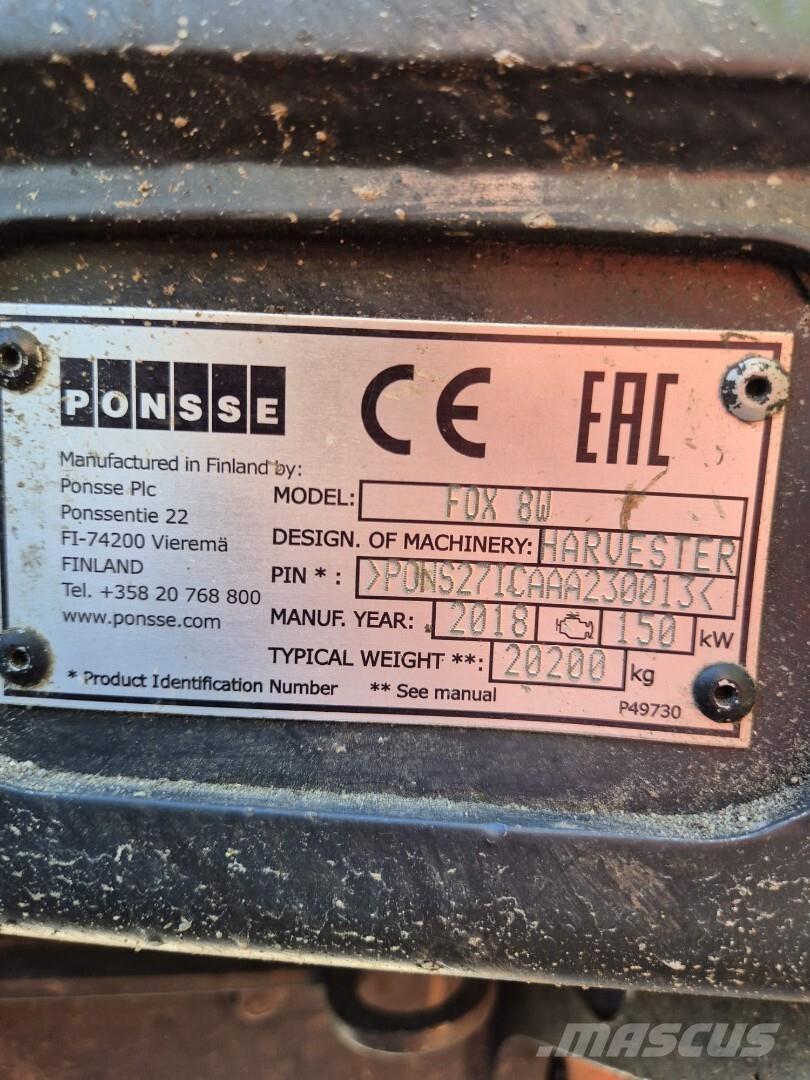 PONSSE
CE EAC
Manufactured in Finland by:
Ponsse Plc
Ponssentie 22
FI-74200 Vieremä
FINLAND
Tel. +358 20 768 800
www.ponsse.com
MODEL: FOX 8W
DESIGN. OF MACHINERY: HARVESTER
PIN * : >PONS27ICAAA230013<
MANUF. YEAR: 2018 150 kW
TYPICAL WEIGHT **: 20200 kg
* Product Identification Number ** See manual
P49730
MASCUS